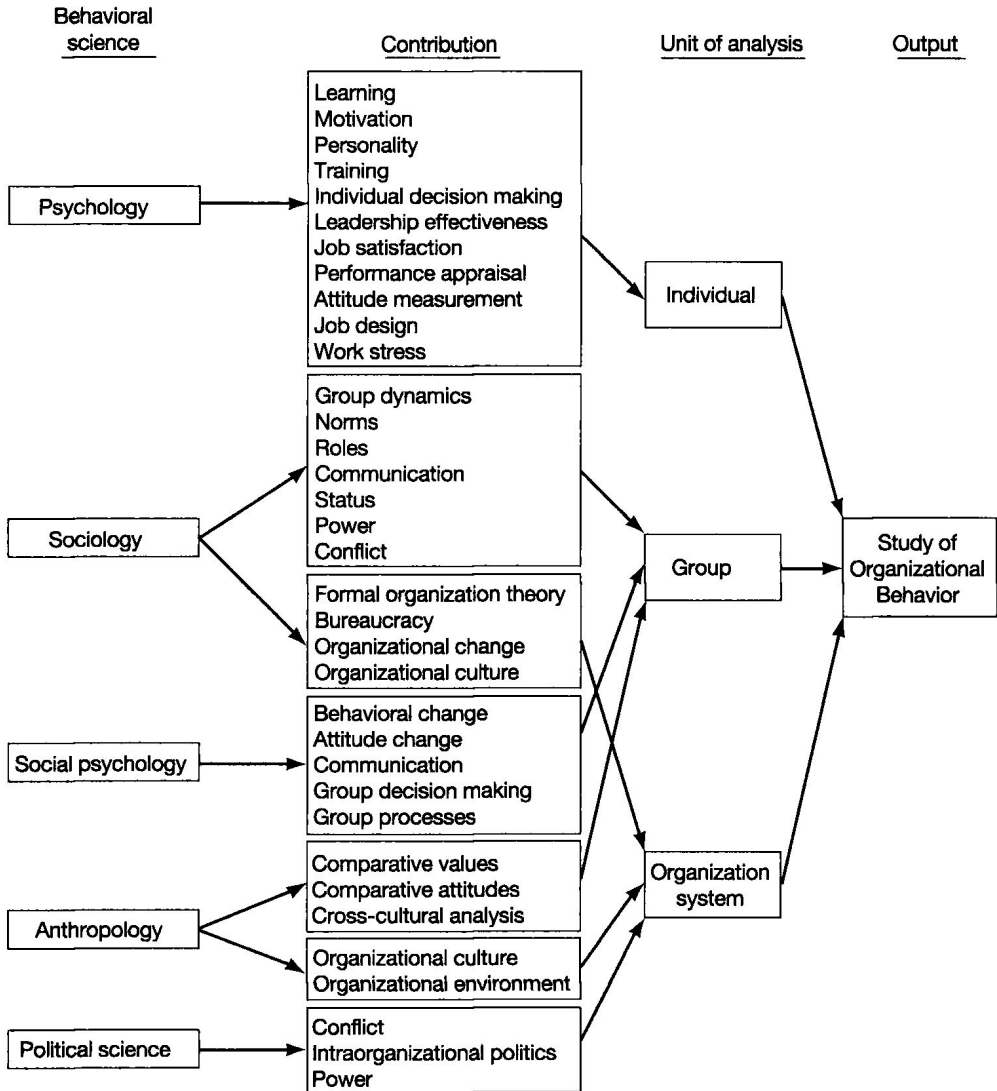 Behavioral
science
Contribution
Unit of analysis
Output
Psychology
Learning
Motivation
Personality
Training
Individual decision making
Leadership effectiveness
Job satisfaction
Performance appraisal
Attitude measurement
Job design
Work stress
Individual
Sociology
Group dynamics
Norms
Roles
Communication
Status
Power
Conflict
Formal organization theory
Bureaucracy
Organizational change
Organizational culture
Group
Study of
Organizational
Behavior
Social psychology
Behavioral change
Attitude change
Communication
Group decision making
Group processes
Anthropology
Comparative values
Comparative attitudes
Cross-cultural analysis
Organizational culture
Organizational environment
Organization
system
Political science
Conflict
Intraorganizational politics
Power